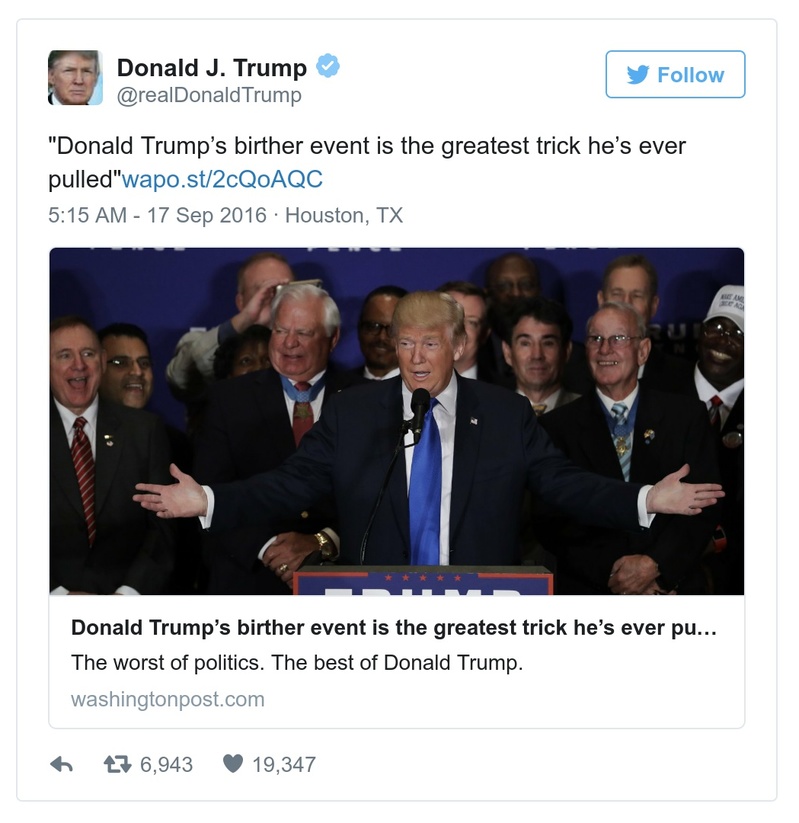 Donald J. Trump
@realDonaldTrump
Follow
"Donald Trump’s birther event is the greatest trick he’s ever
pulled"wapo.st/2cQoAQC
5:15 AM - 17 Sep 2016 · Houston, TX
TRUMP
Donald Trump’s birther event is the greatest trick he’s ever pu…
The worst of politics. The best of Donald Trump.
washingtonpost.com
6,943
19,347